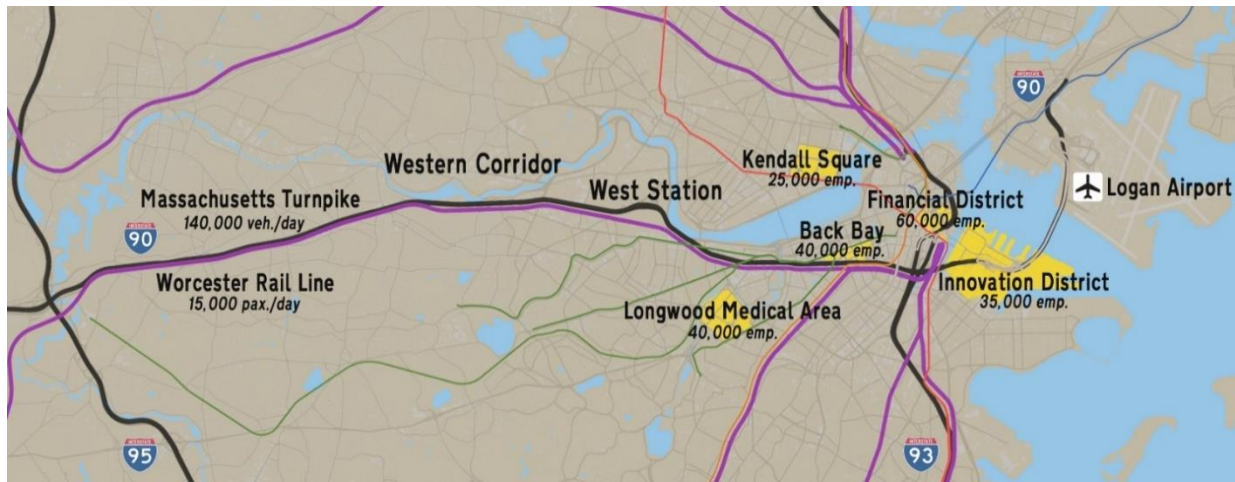 INTERSTATE
90
Kendall Square
25,000 emp.
Western Corridor
West Station
Massachusetts Turnpike
140,000 veh./day
Logan Airport
Financial District
60,000 emp.
90
Back Bay
40,000 emp.
Worcester Rail Line
15,000 pax./day
Innovation District
35,000 emp.
Longwood Medical Area
40,000 emp.
95
93